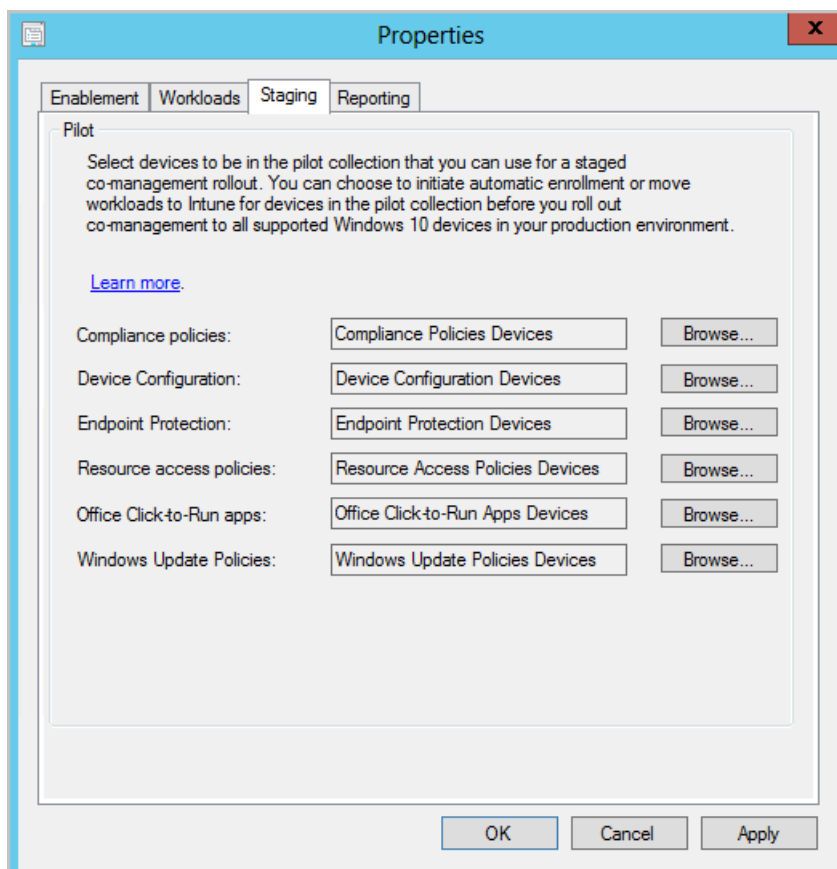 Properties
x
Enablement Workloads Staging Reporting
Pilot
Select devices to be in the pilot collection that you can use for a staged
co-management rollout. You can choose to initiate automatic enrollment or move
workloads to Intune for devices in the pilot collection before you roll out
co-management to all supported Windows 10 devices in your production environment.
Learn more.
Compliance policies: Compliance Policies Devices Browse...
Device Configuration: Device Configuration Devices Browse...
Endpoint Protection: Endpoint Protection Devices Browse...
Resource access policies: Resource Access Policies Devices Browse...
Office Click-to-Run apps: Office Click-to-Run Apps Devices Browse...
Windows Update Policies: Windows Update Policies Devices Browse...
OK Cancel Apply